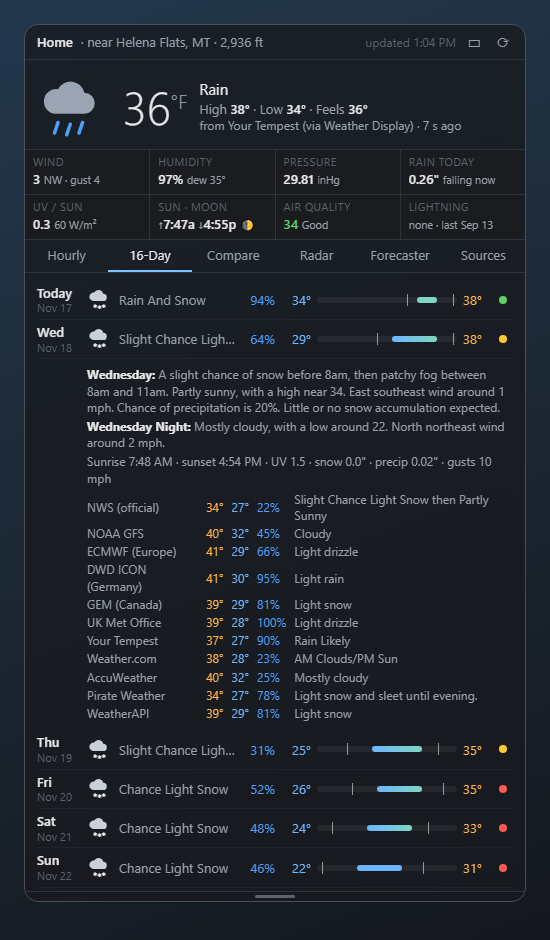 Home · near Helena Flats, MT · 2,936 ft updated 1:04 PM
36°F
Rain
High 38° · Low 34° · Feels 36°
from Your Tempest (via Weather Display) · 7 s ago
WIND HUMIDITY PRESSURE RAIN TODAY
3 NW · gust 4 97% dew 35° 29.81 inHg 0.26" falling now
UV / SUN SUN · MOON AIR QUALITY LIGHTNING
0.3 60 W/m² ↑7:47a ↓4:55p 34 Good none · last Sep 13
Hourly 16-Day Compare Radar Forecaster Sources
Today Rain And Snow 94% 34° 38°
Nov 17
Wed Slight Chance Ligh... 64% 29° 38°
Nov 18
Wednesday: A slight chance of snow before 8am, then patchy fog between
8am and 11am. Partly sunny, with a high near 34. East southeast wind around 1
mph. Chance of precipitation is 20%. Little or no snow accumulation expected.
Wednesday Night: Mostly cloudy, with a low around 22. North northeast wind
around 2 mph.
Sunrise 7:48 AM · sunset 4:54 PM · UV 1.5 · snow 0.0" · precip 0.02" · gusts 10
mph
NWS (official) 34° 27° 22% Slight Chance Light Snow then Partly
Sunny
NOAA GFS 40° 32° 45% Cloudy
ECMWF (Europe) 41° 29° 66% Light drizzle
DWD ICON
(Germany) 41° 30° 95% Light rain
GEM (Canada) 39° 29° 81% Light snow
UK Met Office 39° 28° 100% Light drizzle
Your Tempest 37° 27° 90% Rain Likely
Weather.com 38° 28° 23% AM Clouds/PM Sun
AccuWeather 40° 32° 25% Mostly cloudy
Pirate Weather 34° 27° 78% Light snow and sleet until evening.
WeatherAPI 39° 29° 81% Light snow
Thu Slight Chance Ligh... 31% 25° 35°
Nov 19
Fri Chance Light Snow 52% 26° 35°
Nov 20
Sat Chance Light Snow 48% 24° 33°
Nov 21
Sun Chance Light Snow 46% 22° 31°
Nov 22